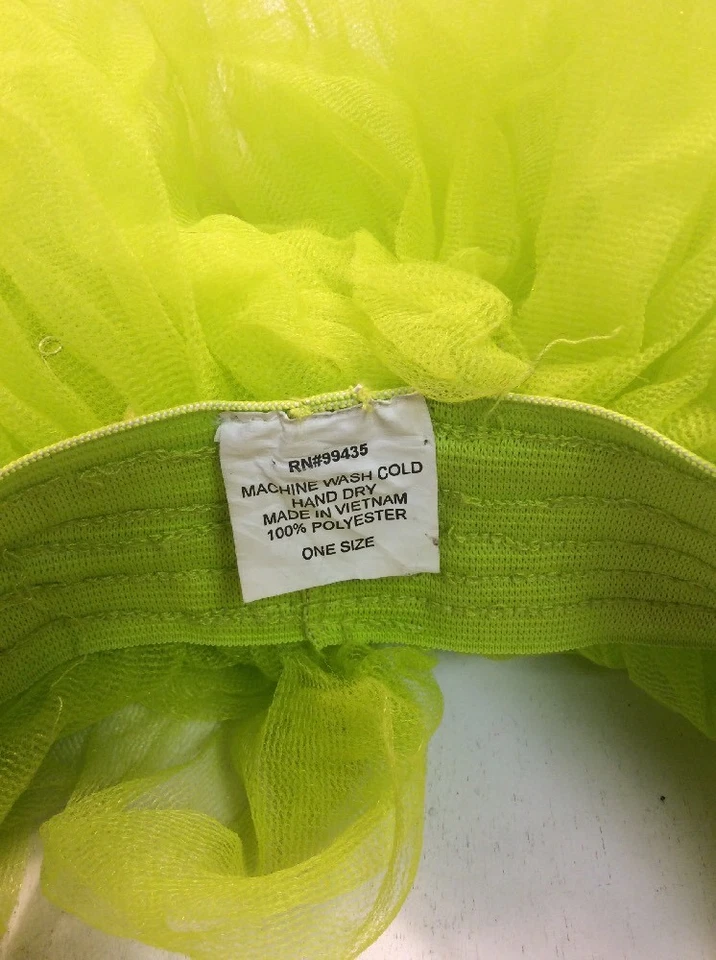 RN#99435
MACHINE WASH COLD
HAND DRY
MADE IN VIETNAM
100% POLYESTER
ONE SIZE